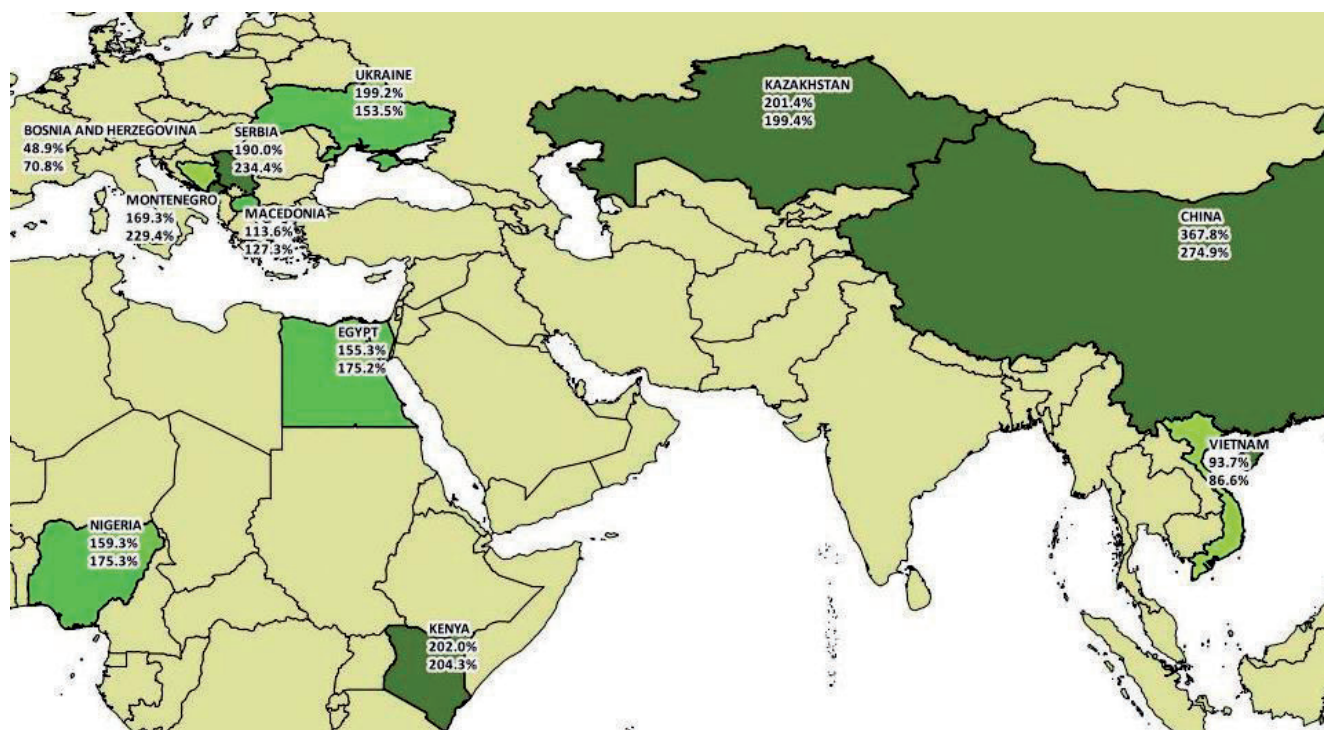 UKRAINE
199.2%
153.5%
KAZAKHSTAN
201.4%
199.4%
BOSNIA AND HERZEGOVINA
48.9%
70.8%
SERBIA
190.0%
234.4%
MONTENEGRO
169.3%
229.4%
MACEDONIA
113.6%
127.3%
CHINA
367.8%
274.9%
EGYPT
155.3%
175.2%
VIETNAM
93.7%
86.6%
NIGERIA
159.3%
175.3%
KENYA
202.0%
204.3%